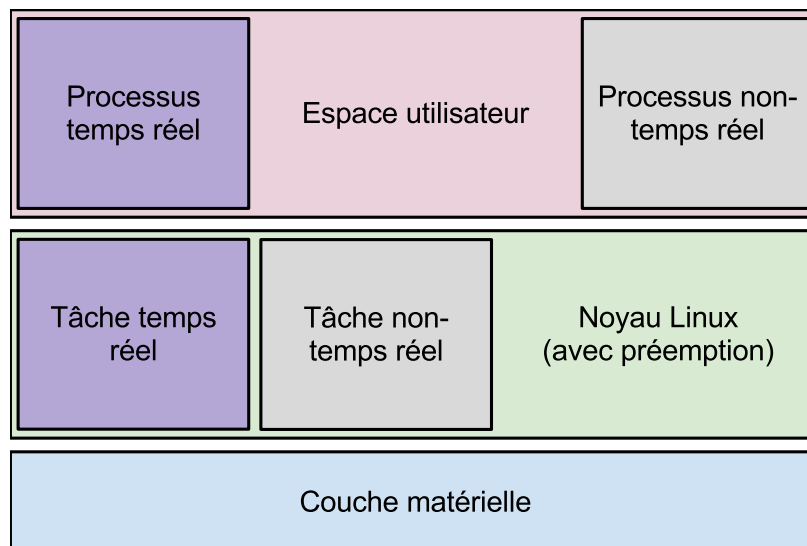 Processus
temps réel
Espace utilisateur
Processus non-
temps réel
Tâche temps
réel
Tâche non-
temps réel
Noyau Linux
(avec préemption)
Couche matérielle